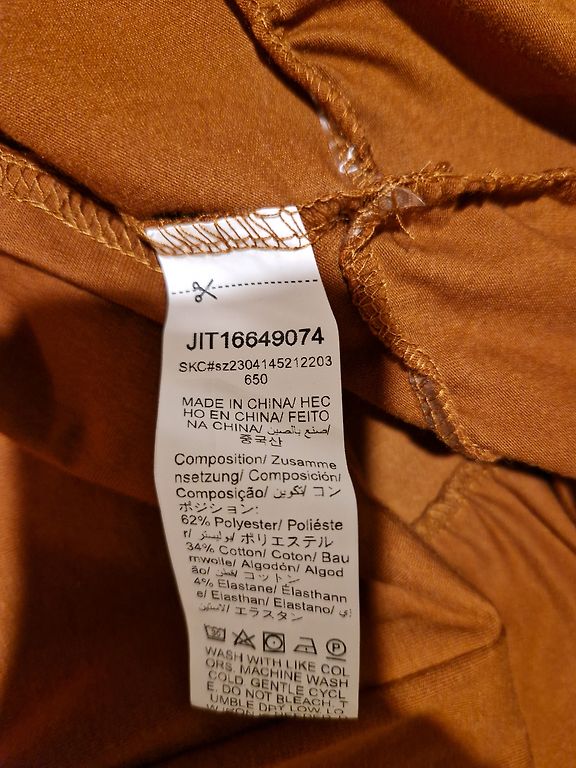 JIT16649074
SKC#sz2304145212203
650
MADE IN CHINA/ HEC
HO EN CHINA/ FEITO
NA CHINA/ صنع بالصين/
중국산
Composition/ Zusamme
nsetzung/ Composición/
Composição/ تكوين/ コン
ポジション:
62% Polyester/ Poliéste
r/ بوليستر/ ポリエステル
34% Cotton/ Coton/ Bau
mwolle/ Algodón/ Algod
ão/ قطن/ コットン
4% Elastane/ Élasthann
e/ Elasthan/ Elastano/
エラスタン
WASH WITH LIKE COL
ORS. MACHINE WASH
COLD, GENTLE CYCL
E. DO NOT BLEACH. T
UMBLE DRY LOW. LO